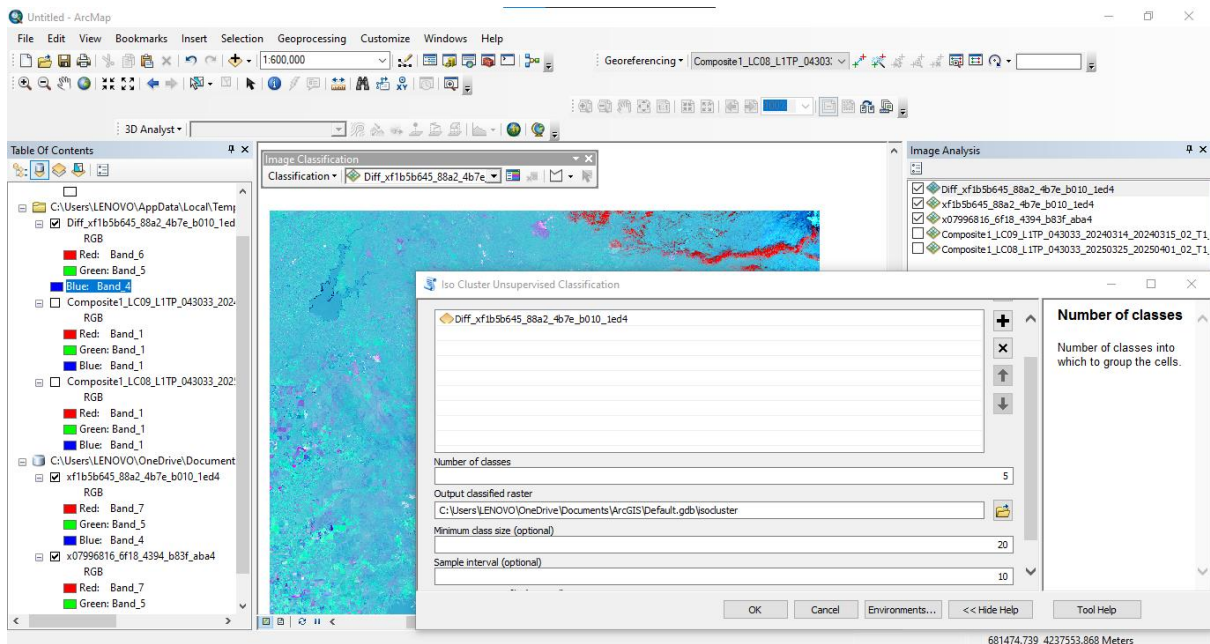 Untitled - ArcMap
File Edit View Bookmarks Insert Selection Geoprocessing Customize Windows Help
1:600,000
Georeferencing Composite1_LC08_L1TP_04303:
3D Analyst
Table Of Contents
C:\Users\LENOVO\AppData\Local\Temp
Diff_xf1b5b645_88a2_4b7e_b010_1ed
RGB
Red: Band_6
Green: Band_5
Blue: Band_4
Composite1_LC09_L1TP_043033_202
RGB
Red: Band_1
Green: Band_1
Blue: Band_1
Composite1_LC08_L1TP_043033_202
RGB
Red: Band_1
Green: Band_1
Blue: Band_1
C:\Users\LENOVO\OneDrive\Document
xf1b5b645_88a2_4b7e_b010_1ed4
RGB
Red: Band_7
Green: Band_5
Blue: Band_4
x07996816_6f18_4394_b83f_aba4
RGB
Red: Band_7
Green: Band_5
Image Classification
Classification Diff_xf1b5b645_88a2_4b7e_
Image Analysis
Diff_xf1b5b645_88a2_4b7e_b010_1ed4
xf1b5b645_88a2_4b7e_b010_1ed4
x07996816_6f18_4394_b83f_aba4
Composite1_LC09_L1TP_043033_20240314_20240315_02_T1_
Composite1_LC08_L1TP_043033_20250325_20250401_02_T1_
Iso Cluster Unsupervised Classification
Diff_xf1b5b645_88a2_4b7e_b010_1ed4
Number of classes
5
Output classified raster
C:\Users\LENOVO\OneDrive\Documents\ArcGIS\Default.gdb\isocluster
Minimum class size (optional)
20
Sample interval (optional)
10
OK Cancel Environments... << Hide Help Tool Help
Number of classes
Number of classes into
which to group the cells.
681474.739 4237553.868 Meters